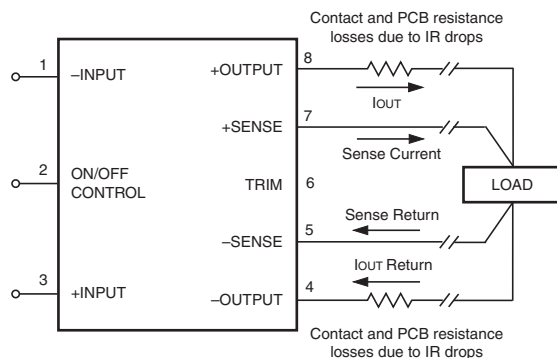 Contact and PCB resistance
losses due to IR drops
1
–INPUT
+OUTPUT
8
IOUT
7
+SENSE
Sense Current
2
ON/OFF
CONTROL
TRIM
6
LOAD
Sense Return
5
–SENSE
IOUT Return
3
+INPUT
–OUTPUT
4
Contact and PCB resistance
losses due to IR drops